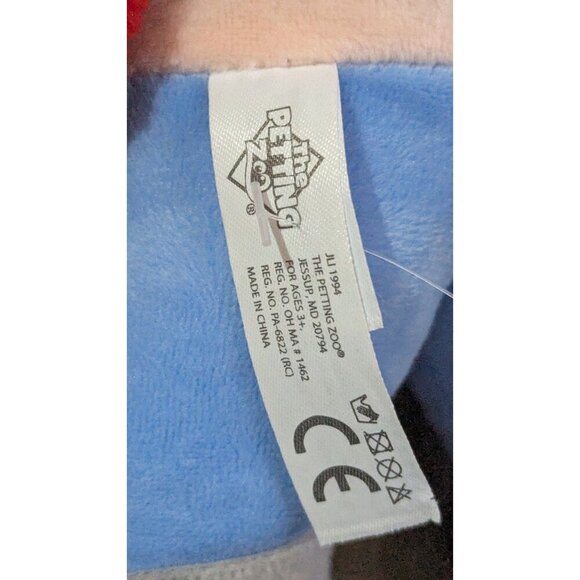 The
PETTING
ZOO
®
JU 1994
THE PETTING ZOO®
JESSUP, MD 20794
FOR AGES 3+,
REG. NO. OH MA # 1462
REG. NO. PA-6822 (RC)
MADE IN CHINA
CE